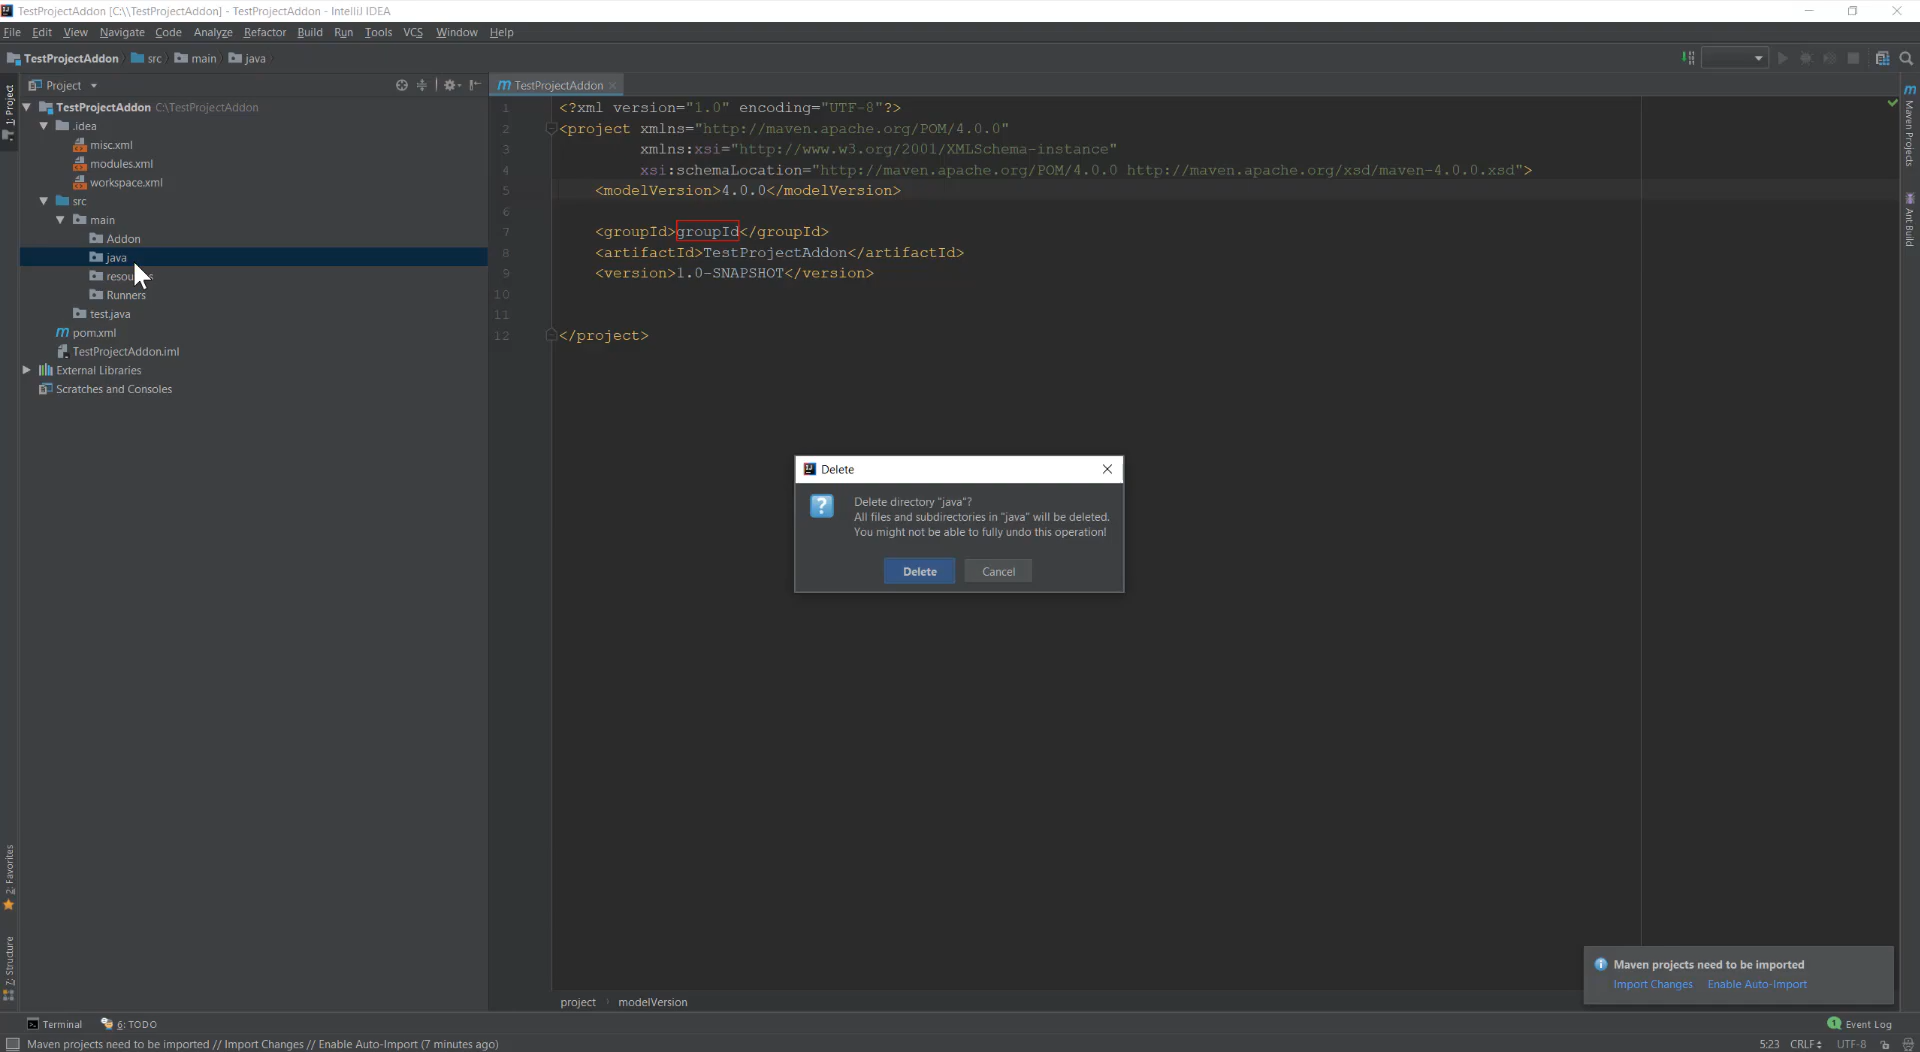 TestProjectAddon [C:\\TestProjectAddon] - TestProjectAddon - IntelliJ IDEA
File Edit View Navigate Code Analyze Refactor Build Run Tools VCS Window Help
TestProjectAddon src main java
Project
TestProjectAddon
1: Project
TestProjectAddon C:\TestProjectAddon
.idea
misc.xml
modules.xml
workspace.xml
src
main
Addon
java
Runners
test.java
pom.xml
TestProjectAddon.iml
External Libraries
Scratches and Consoles
1 <?xml version="1.0" encoding="UTF-8"?>
2 <project xmlns="http://maven.apache.org/POM/4.0.0"
3 xmlns:xsi="http://www.w3.org/2001/XMLSchema-instance"
4 xsi:schemaLocation="http://maven.apache.org/POM/4.0.0 http://maven.apache.org/xsd/maven-4.0.0.xsd">
5 <modelVersion>4.0.0</modelVersion>
6
7 <groupId>groupId</groupId>
8 <artifactId>TestProjectAddon</artifactId>
9 <version>1.0-SNAPSHOT</version>
10
11
12 </project>
Maven Projects
Ant Build
Delete
Delete directory "java"?
All files and subdirectories in "java" will be deleted.
You might not be able to fully undo this operation!
Delete Cancel
2: Favorites
Z: Structure
Maven projects need to be imported
Import Changes Enable Auto-Import
project modelVersion
Terminal 6: TODO
1 Event Log
Maven projects need to be imported // Import Changes // Enable Auto-Import (7 minutes ago)
5:23 CRLF UTF-8